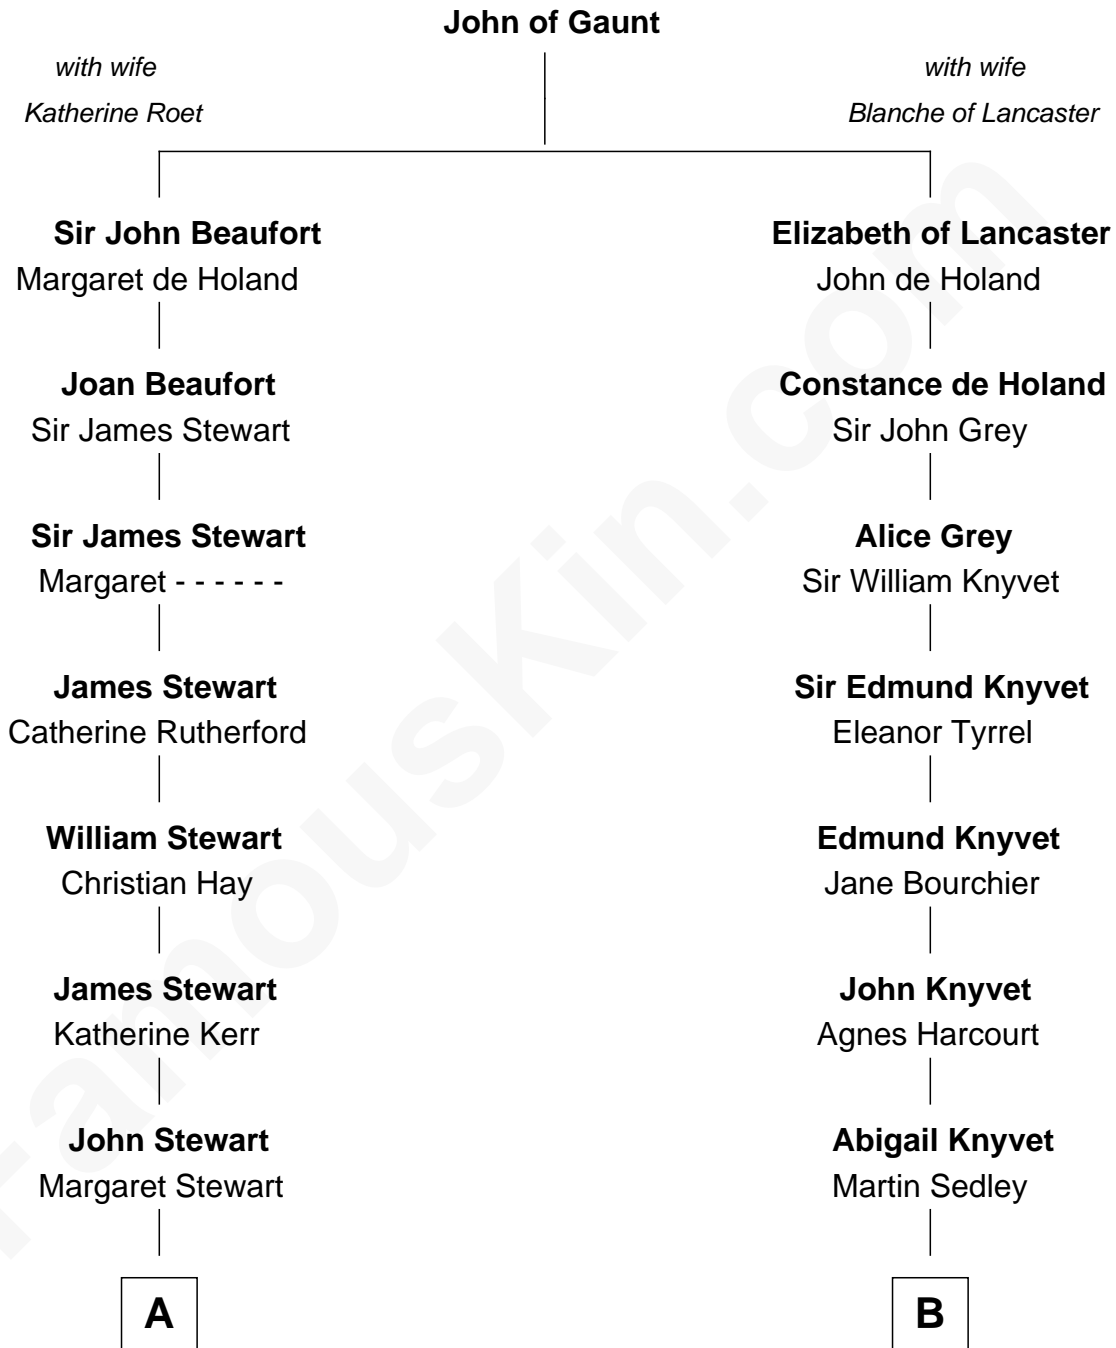 John of Gaunt
with wife
Katherine Roet
with wife
Blanche of Lancaster
Sir John Beaufort
Margaret de Holand
Elizabeth of Lancaster
John de Holand
Joan Beaufort
Sir James Stewart
Constance de Holand
Sir John Grey
Sir James Stewart
Margaret - - - - - -
Alice Grey
Sir William Knyvet
James Stewart
Catherine Rutherford
Sir Edmund Knyvet
Eleanor Tyrrel
William Stewart
Christian Hay
Edmund Knyvet
Jane Bourchier
James Stewart
Katherine Kerr
John Knyvet
Agnes Harcourt
John Stewart
Margaret Stewart
Abigail Knyvet
Martin Sedley
A
B
FamousKin.com